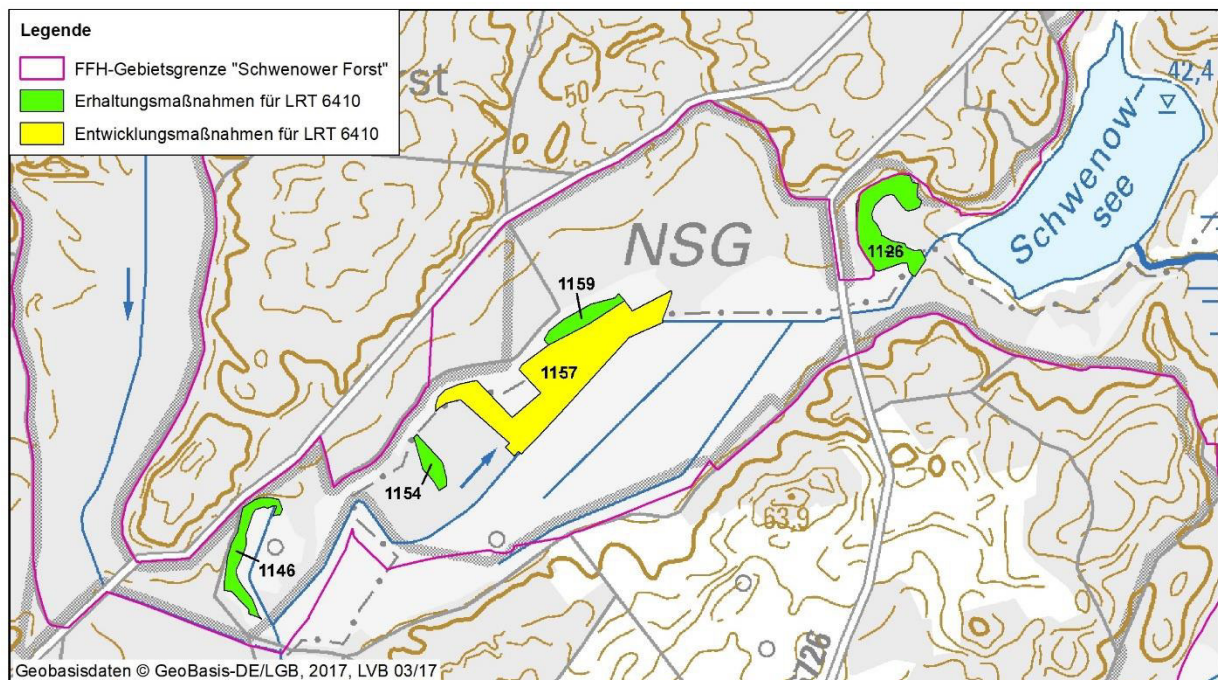 Legende
FFH-Gebietsgrenze "Schwenower Forst"
Erhaltungsmaßnahmen für LRT 6410
Entwicklungsmaßnahmen für LRT 6410
rst
50
42,4
Schwenow-
see
NSG
1126
1159
1157
1154
1146
63,9
Geobasisdaten © GeoBasis-DE/LGB, 2017, LVB 03/17